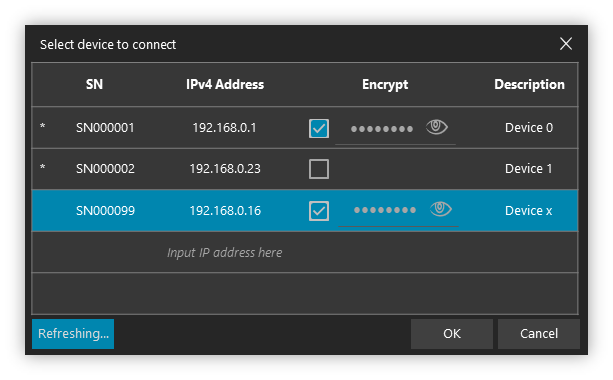 Select device to connect
SN IPv4 Address Encrypt Description
* SN000001 192.168.0.1 •••••••• Device 0
* SN000002 192.168.0.23 Device 1
SN000099 192.168.0.16 •••••••• Device x
Input IP address here
Refreshing... OK Cancel